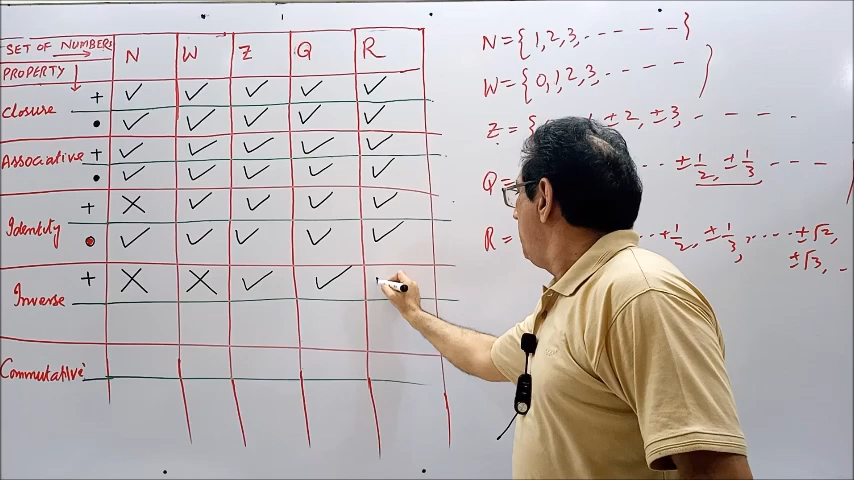 SET OF NUMBERS N W Z Q R
PROPERTY
Closure + ✓ ✓ ✓ ✓ ✓
• ✓ ✓ ✓ ✓ ✓
Associative + ✓ ✓ ✓ ✓ ✓
• ✓ ✓ ✓ ✓ ✓
Identity + × ✓ ✓ ✓ ✓
• ✓ ✓ ✓ ✓ ✓
Inverse + × × ✓ ✓
Commutative
N={1,2,3,------}
W={0,1,2,3,---- }
Z={ ±2, ±3, - - - -
Q= ·· ±1/2, ±1/3 ---
R= ··· ±1/2, ±1/3, ---- ±√2,
±√3, --